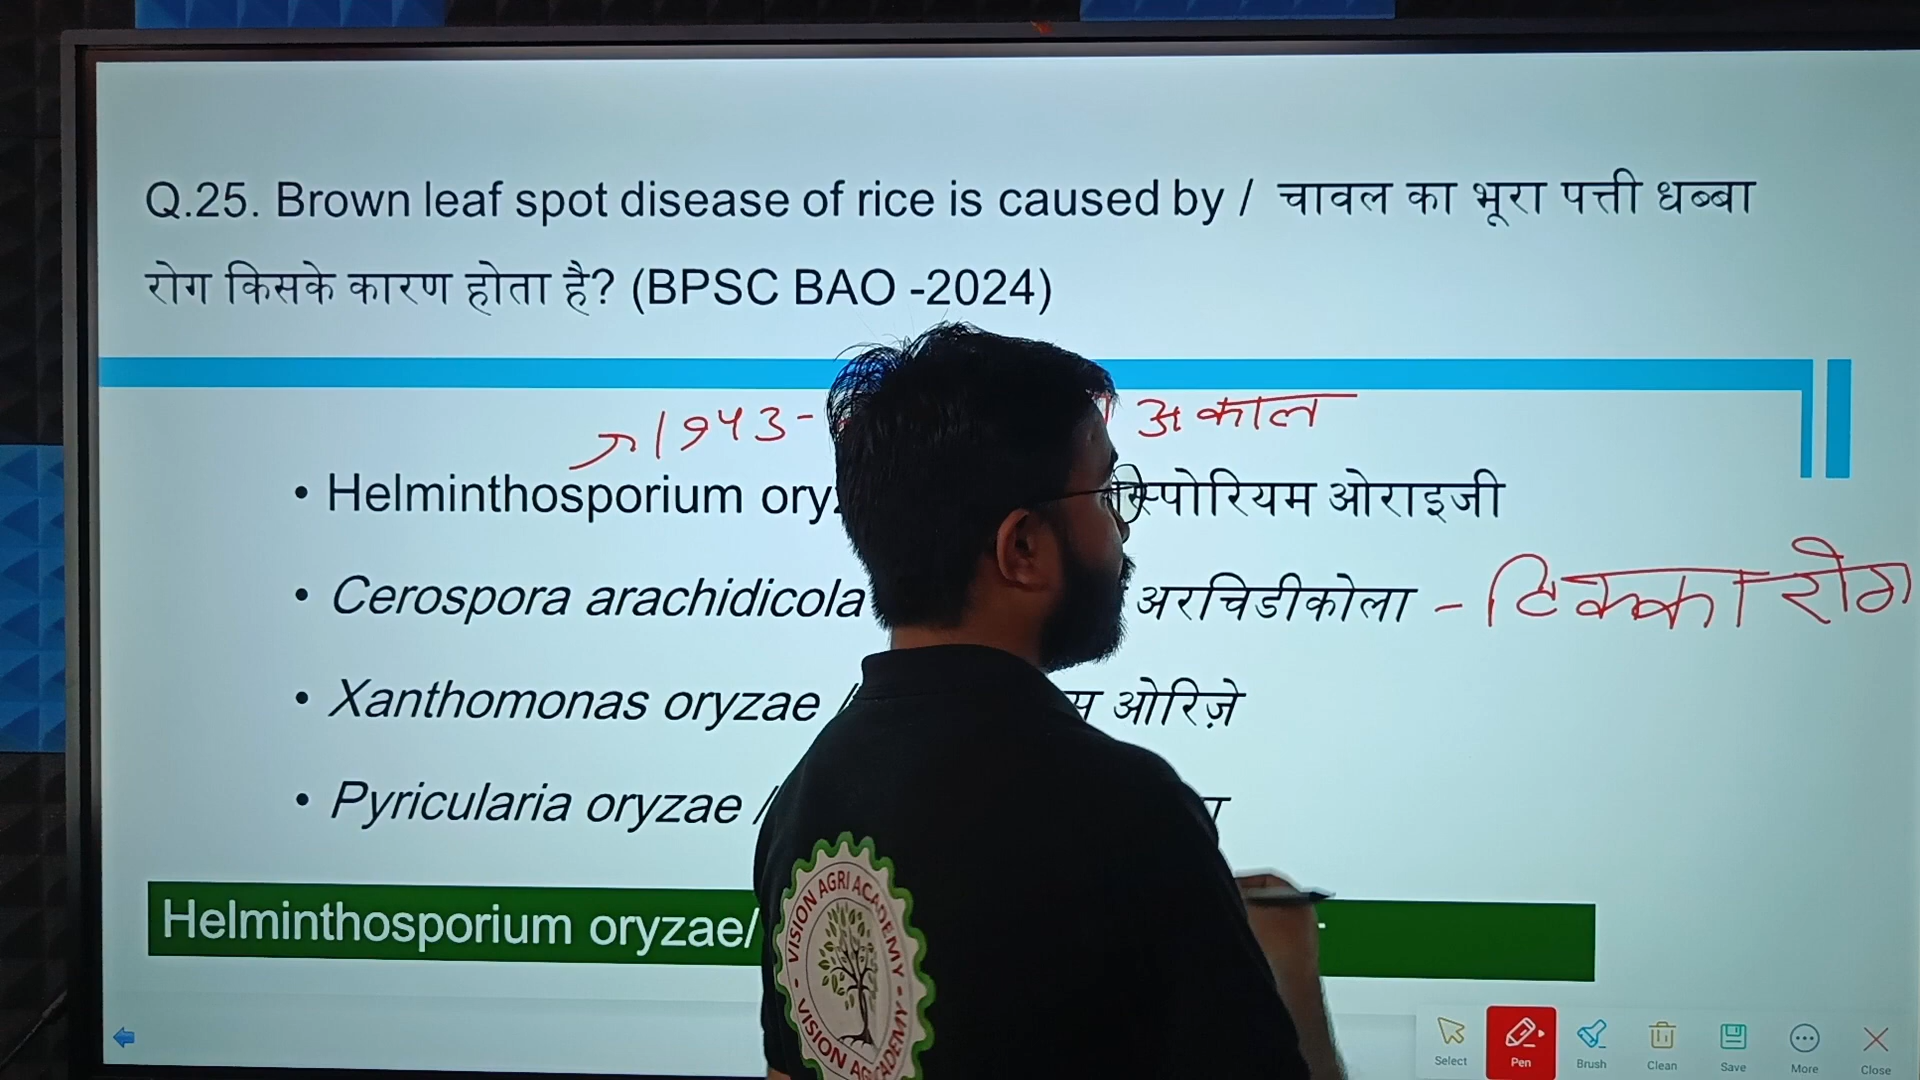 Q.25. Brown leaf spot disease of rice is caused by / चावल का भूरा पत्ती धब्बा
रोग किसके कारण होता है? (BPSC BAO -2024)
1943- अकाल
• Helminthosporium ओराइजी
• Cerospora arachidicola अरचिडीकोला - टिक्का रोग
• Xanthomonas oryzae / ओरिज़े
• Pyricularia oryzae /
Helminthosporium oryzae/
VISION AGRI ACADEMY - VISION
Select
Pen
Brush
Clean
Save
More
Close